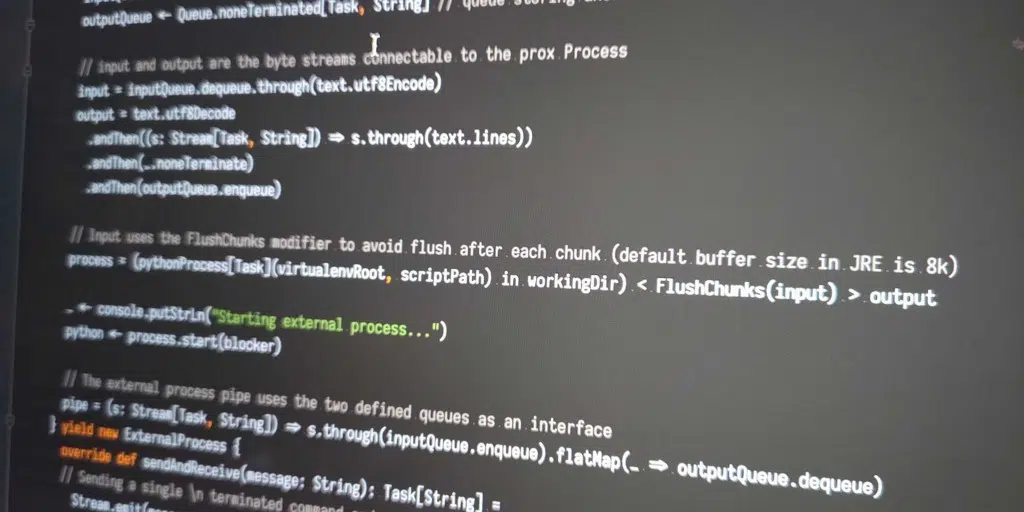 outputQueue ← Queue.noneTerminated[Task, String] // queue
// input and output are the byte streams connectable to the prox Process
input = inputQueue.dequeue.through(text.utf8Encode)
output = text.utf8Decode
.andThen((s: Stream[Task, String]) ⇒ s.through(text.lines))
.andThen(_.noneTerminate)
.andThen(outputQueue.enqueue)
// Input uses the FlushChunks modifier to avoid flush after each chunk (default buffer size in JRE is 8k)
process = (pythonProcess[Task](virtualenvRoot, scriptPath) in workingDir) < FlushChunks(input) > output
_ ← console.putStrLn("Starting external process...")
python ← process.start(blocker)
// The external process pipe uses the two defined queues as an interface
pipe = (s: Stream[Task, String]) ⇒ s.through(inputQueue.enqueue).flatMap(_ ⇒ outputQueue.dequeue)
} yield new ExternalProcess {
override def sendAndReceive(message: String): Task[String] =
// Sending a single \n terminated
Stream.emit(